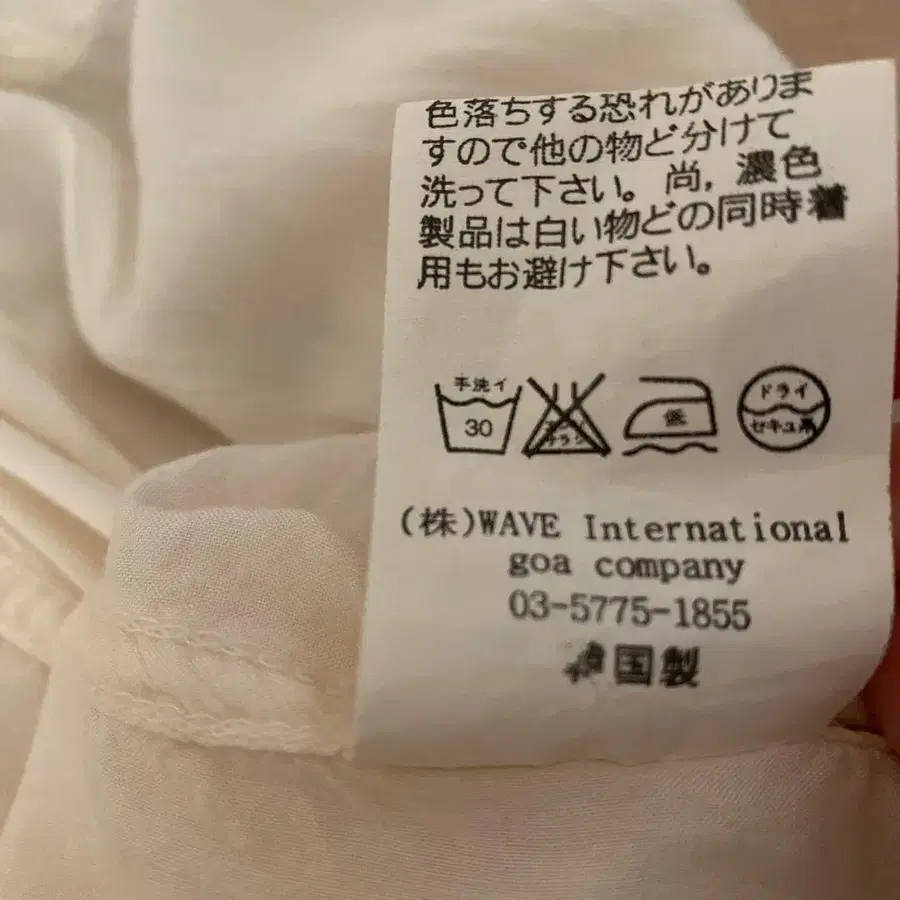 色落ちする恐れがありま
すので他の物ど分けて
洗って下さい。尚,濃色
製品は白い物どの同時着
用もお避け下さい。
手洗イ
30
低
ドライ
セキユ系
(株)WAVE International
goa company
03-5775-1855
国製